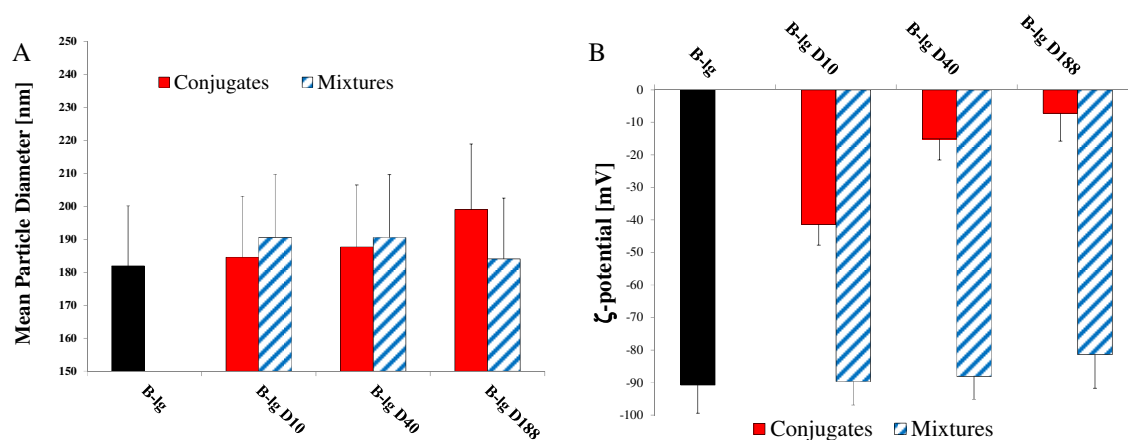 A
Mean Particle Diameter [nm]
250
240
230
220
210
200
190
180
170
160
150
Conjugates
Mixtures
B-lg
B-lg D10
B-lg D40
B-lg D188
B
ζ-potential [mV]
B-lg
B-lg D10
B-lg D40
B-lg D188
0
-10
-20
-30
-40
-50
-60
-70
-80
-90
-100
Conjugates
Mixtures